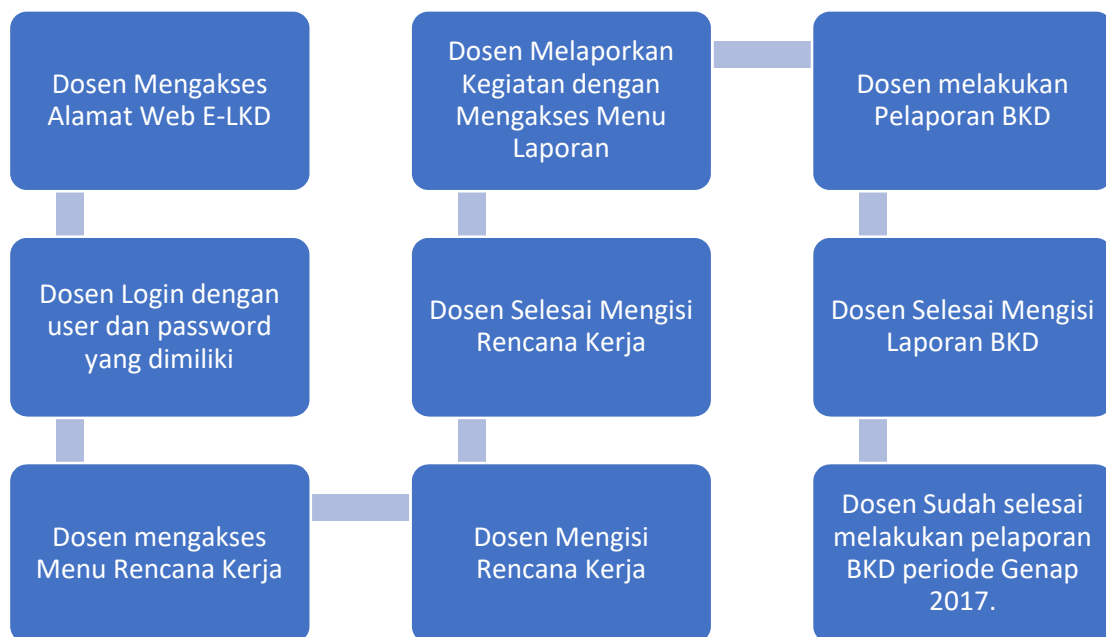 Dosen Mengakses
Alamat Web E-LKD
Dosen Login dengan
user dan password
yang dimiliki
Dosen mengakses
Menu Rencana Kerja
Dosen Mengisi
Rencana Kerja
Dosen Selesai Mengisi
Rencana Kerja
Dosen Melaporkan
Kegiatan dengan
Mengakses Menu
Laporan
Dosen melakukan
Pelaporan BKD
Dosen Selesai Mengisi
Laporan BKD
Dosen Sudah selesai
melakukan pelaporan
BKD periode Genap
2017.